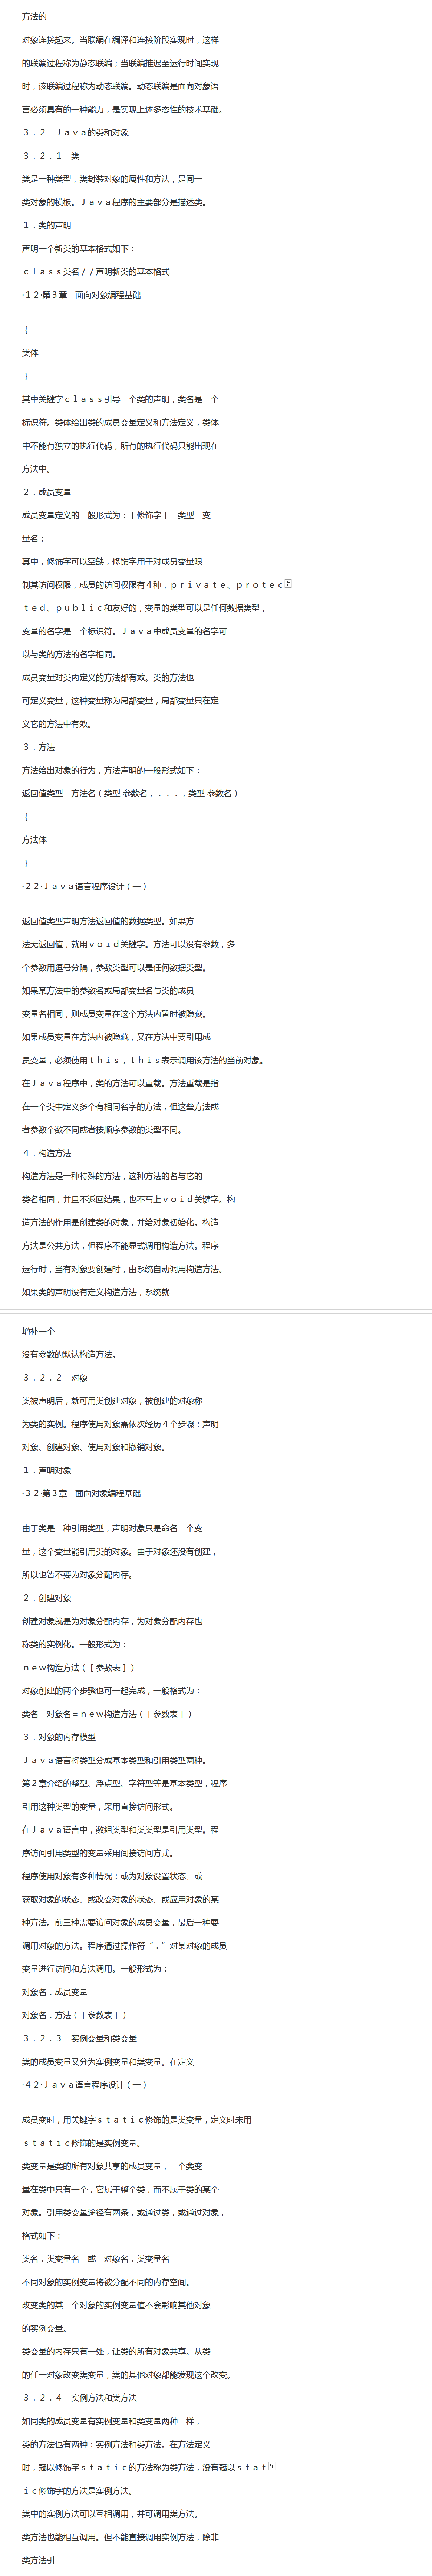 方法的
对象连接起来。当联编在编译和连接阶段实现时，这样
的联编过程称为静态联编；当联编推迟至运行时间实现
时，该联编过程称为动态联编。动态联编是面向对象语
言必须具有的一种能力，是实现上述多态性的技术基础。
３．２　Ｊａｖａ的类和对象
３．２．１　类
类是一种类型，类封装对象的属性和方法，是同一
类对象的模板。Ｊａｖａ程序的主要部分是描述类。
１．类的声明
声明一个新类的基本格式如下：
ｃｌａｓｓ类名／／声明新类的基本格式
·１２·第３章　面向对象编程基础
｛
类体
｝
其中关键字ｃｌａｓｓ引导一个类的声明，类名是一个
标识符。类体给出类的成员变量定义和方法定义，类体
中不能有独立的执行代码，所有的执行代码只能出现在
方法中。
２．成员变量
成员变量定义的一般形式为：［修饰字］　类型　变
量名；
其中，修饰字可以空缺，修饰字用于对成员变量限
制其访问权限，成员的访问权限有４种，ｐｒｉｖａｔｅ、ｐｒｏｔｅｃ
ｔｅｄ、ｐｕｂｌｉｃ和友好的，变量的类型可以是任何数据类型，
变量的名字是一个标识符。Ｊａｖａ中成员变量的名字可
以与类的方法的名字相同。
成员变量对类内定义的方法都有效。类的方法也
可定义变量，这种变量称为局部变量，局部变量只在定
义它的方法中有效。
３．方法
方法给出对象的行为，方法声明的一般形式如下：
返回值类型　方法名（类型 参数名，．．．，类型 参数名）
｛
方法体
｝
·２２·Ｊａｖａ语言程序设计（一）
返回值类型声明方法返回值的数据类型。如果方
法无返回值，就用ｖｏｉｄ关键字。方法可以没有参数，多
个参数用逗号分隔，参数类型可以是任何数据类型。
如果某方法中的参数名或局部变量名与类的成员
变量名相同，则成员变量在这个方法内暂时被隐藏。
如果成员变量在方法内被隐藏，又在方法中要引用成
员变量，必须使用ｔｈｉｓ，ｔｈｉｓ表示调用该方法的当前对象。
在Ｊａｖａ程序中，类的方法可以重载。方法重载是指
在一个类中定义多个有相同名字的方法，但这些方法或
者参数个数不同或者按顺序参数的类型不同。
４．构造方法
构造方法是一种特殊的方法，这种方法的名与它的
类名相同，并且不返回结果，也不写上ｖｏｉｄ关键字。构
造方法的作用是创建类的对象，并给对象初始化。构造
方法是公共方法，但程序不能显式调用构造方法。程序
运行时，当有对象要创建时，由系统自动调用构造方法。
如果类的声明没有定义构造方法，系统就
增补一个
没有参数的默认构造方法。
３．２．２　对象
类被声明后，就可用类创建对象，被创建的对象称
为类的实例。程序使用对象需依次经历４个步骤：声明
对象、创建对象、使用对象和撤销对象。
１．声明对象
·３２·第３章　面向对象编程基础
由于类是一种引用类型，声明对象只是命名一个变
量，这个变量能引用类的对象。由于对象还没有创建，
所以也暂不要为对象分配内存。
２．创建对象
创建对象就是为对象分配内存，为对象分配内存也
称类的实例化。一般形式为：
ｎｅｗ构造方法（［参数表］）
对象创建的两个步骤也可一起完成，一般格式为：
类名　对象名＝ｎｅｗ构造方法（［参数表］）
３．对象的内存模型
Ｊａｖａ语言将类型分成基本类型和引用类型两种。
第２章介绍的整型、浮点型、字符型等是基本类型，程序
引用这种类型的变量，采用直接访问形式。
在Ｊａｖａ语言中，数组类型和类类型是引用类型。程
序访问引用类型的变量采用间接访问方式。
程序使用对象有多种情况：或为对象设置状态、或
获取对象的状态、或改变对象的状态、或应用对象的某
种方法。前三种需要访问对象的成员变量，最后一种要
调用对象的方法。程序通过操作符“．”对某对象的成员
变量进行访问和方法调用。一般形式为：
对象名．成员变量
对象名．方法（［参数表］）
３．２．３　实例变量和类变量
类的成员变量又分为实例变量和类变量。在定义
·４２·Ｊａｖａ语言程序设计（一）
成员变时，用关键字ｓｔａｔｉｃ修饰的是类变量，定义时未用
ｓｔａｔｉｃ修饰的是实例变量。
类变量是类的所有对象共享的成员变量，一个类变
量在类中只有一个，它属于整个类，而不属于类的某个
对象。引用类变量途径有两条，或通过类，或通过对象，
格式如下：
类名．类变量名　或　对象名．类变量名
不同对象的实例变量将被分配不同的内存空间。
改变类的某一个对象的实例变量值不会影响其他对象
的实例变量。
类变量的内存只有一处，让类的所有对象共享。从类
的任一对象改变类变量，类的其他对象都能发现这个改变。
３．２．４　实例方法和类方法
如同类的成员变量有实例变量和类变量两种一样，
类的方法也有两种：实例方法和类方法。在方法定义
时，冠以修饰字ｓｔａｔｉｃ的方法称为类方法，没有冠以ｓｔａｔ
ｉｃ修饰字的方法是实例方法。
类中的实例方法可以互相调用，并可调用类方法。
类方法也能相互调用。但不能直接调用实例方法，除非
类方法引